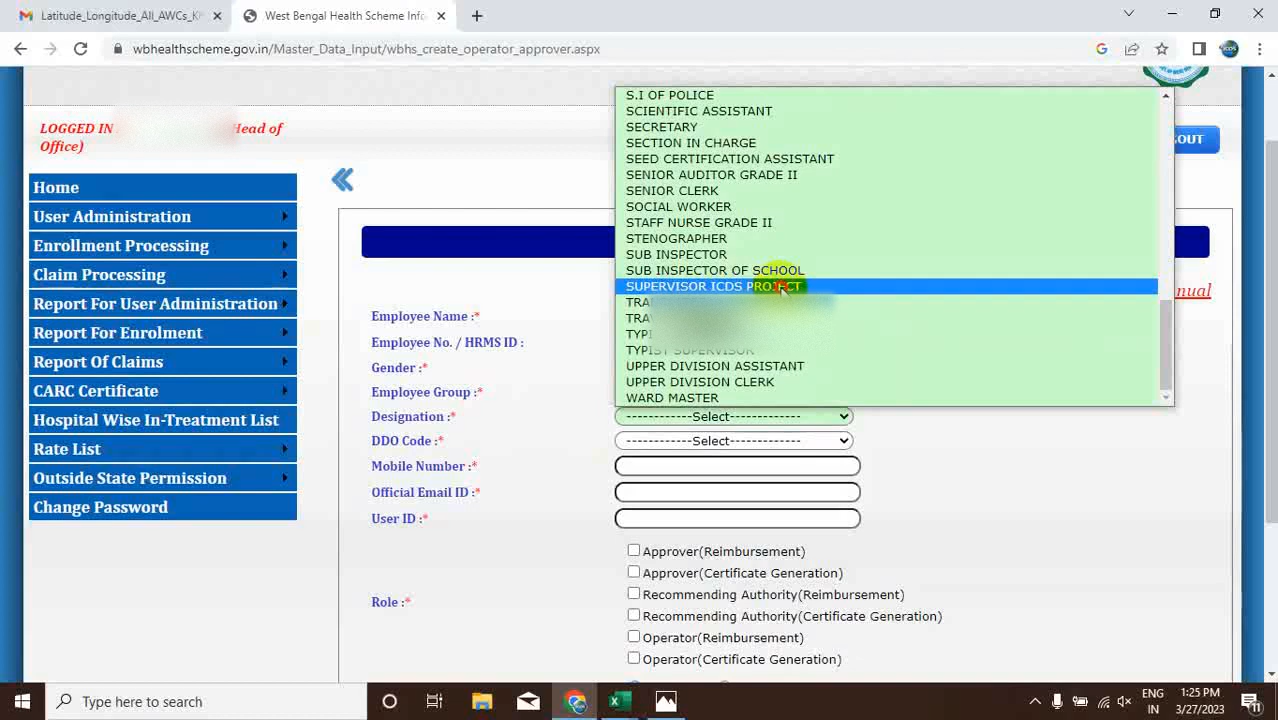 Latitude_Longitude_All_AWCs_K
West Bengal Health Scheme Info
wbhealthscheme.gov.in/Master_Data_Input/wbhs_create_operator_approver.aspx
LOGGED IN
Head of
Office)
Home
User Administration
Enrollment Processing
Claim Processing
Report For User Administration
Report For Enrolment
Report Of Claims
CARC Certificate
Hospital Wise In-Treatment List
Rate List
Outside State Permission
Change Password
S.I OF POLICE
SCIENTIFIC ASSISTANT
SECRETARY
SECTION IN CHARGE
SEED CERTIFICATION ASSISTANT
SENIOR AUDITOR GRADE II
SENIOR CLERK
SOCIAL WORKER
STAFF NURSE GRADE II
STENOGRAPHER
SUB INSPECTOR
SUB INSPECTOR OF SCHOOL
SUPERVISOR ICDS PROJECT
TYPIST SUPERVISOR
UPPER DIVISION ASSISTANT
UPPER DIVISION CLERK
WARD MASTER
Employee Name :*
Employee No. / HRMS ID :
Gender :*
Employee Group :*
Designation :*
------------Select-------------
DDO Code :*
------------Select-------------
Mobile Number :*
Official Email ID :*
User ID :*
Role :*
Approver(Reimbursement)
Approver(Certificate Generation)
Recommending Authority(Reimbursement)
Recommending Authority(Certificate Generation)
Operator(Reimbursement)
Operator(Certificate Generation)
Type here to search
ENG
IN
1:25 PM
3/27/2023